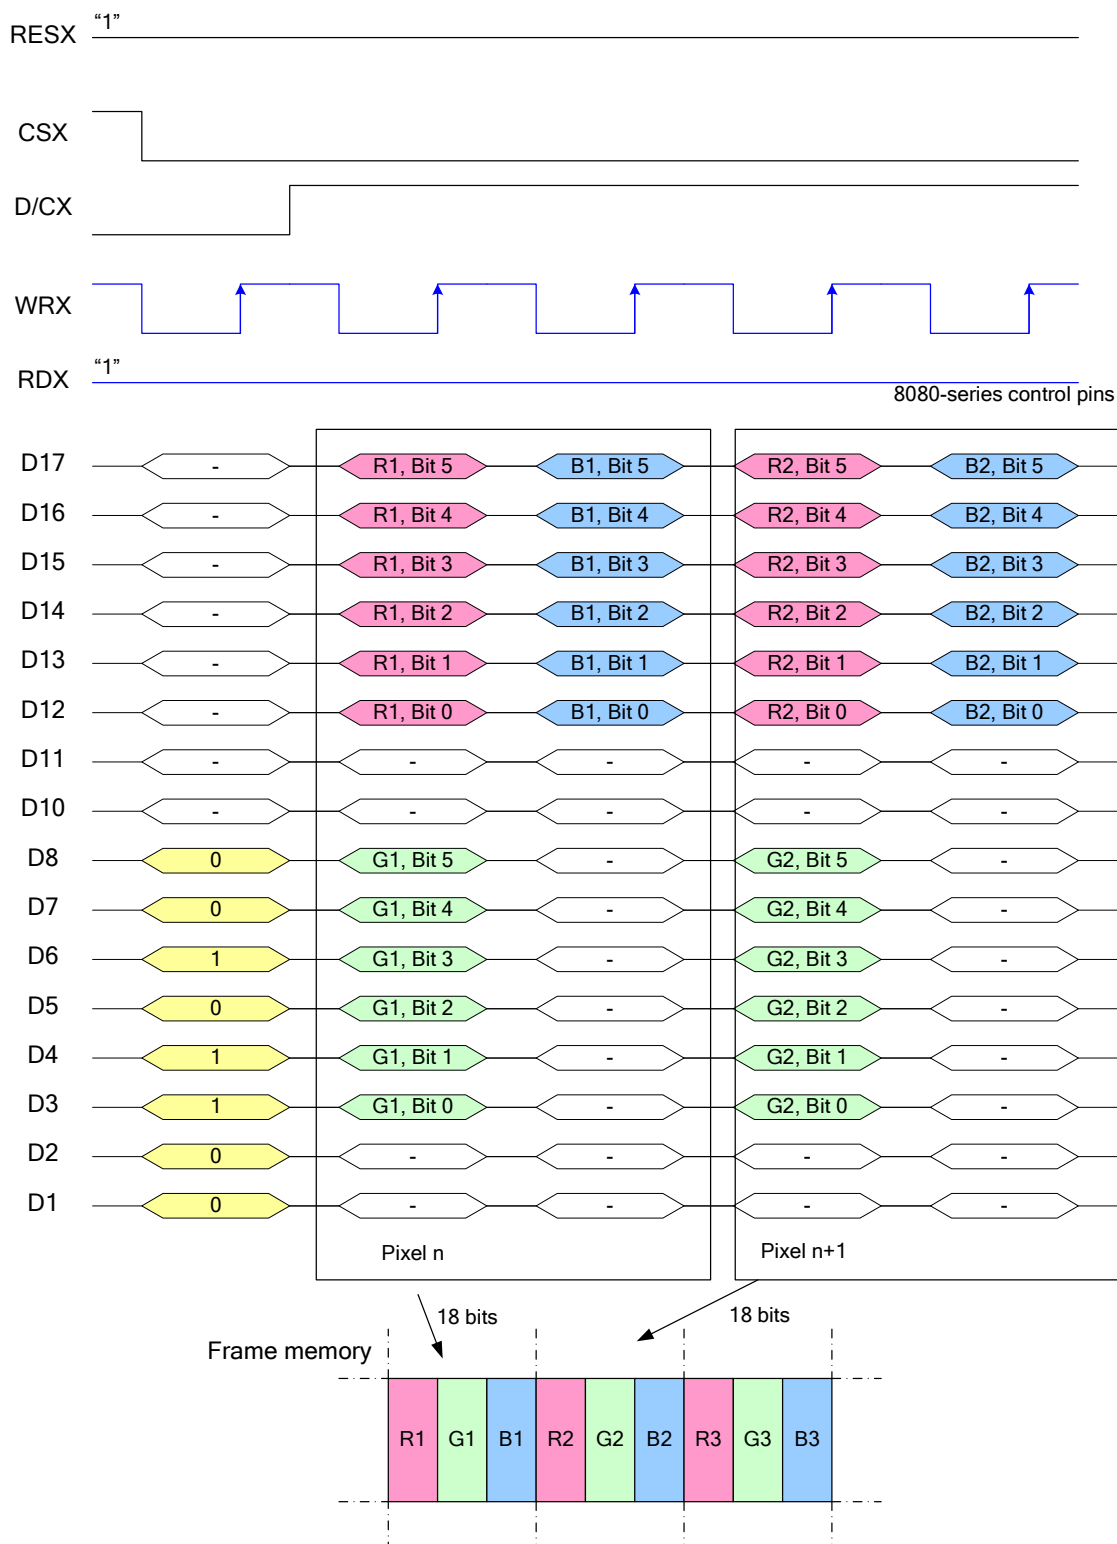 RESX “1”
CSX
D/CX
WRX
RDX “1”
8080-series control pins
D17 - R1, Bit 5 B1, Bit 5 R2, Bit 5 B2, Bit 5
D16 - R1, Bit 4 B1, Bit 4 R2, Bit 4 B2, Bit 4
D15 - R1, Bit 3 B1, Bit 3 R2, Bit 3 B2, Bit 3
D14 - R1, Bit 2 B1, Bit 2 R2, Bit 2 B2, Bit 2
D13 - R1, Bit 1 B1, Bit 1 R2, Bit 1 B2, Bit 1
D12 - R1, Bit 0 B1, Bit 0 R2, Bit 0 B2, Bit 0
D11 - - - - -
D10 - - - - -
D8 0 G1, Bit 5 - G2, Bit 5 -
D7 0 G1, Bit 4 - G2, Bit 4 -
D6 1 G1, Bit 3 - G2, Bit 3 -
D5 0 G1, Bit 2 - G2, Bit 2 -
D4 1 G1, Bit 1 - G2, Bit 1 -
D3 1 G1, Bit 0 - G2, Bit 0 -
D2 0 - - - -
D1 0 - - - -
Pixel n Pixel n+1
18 bits 18 bits
Frame memory
R1 G1 B1 R2 G2 B2 R3 G3 B3